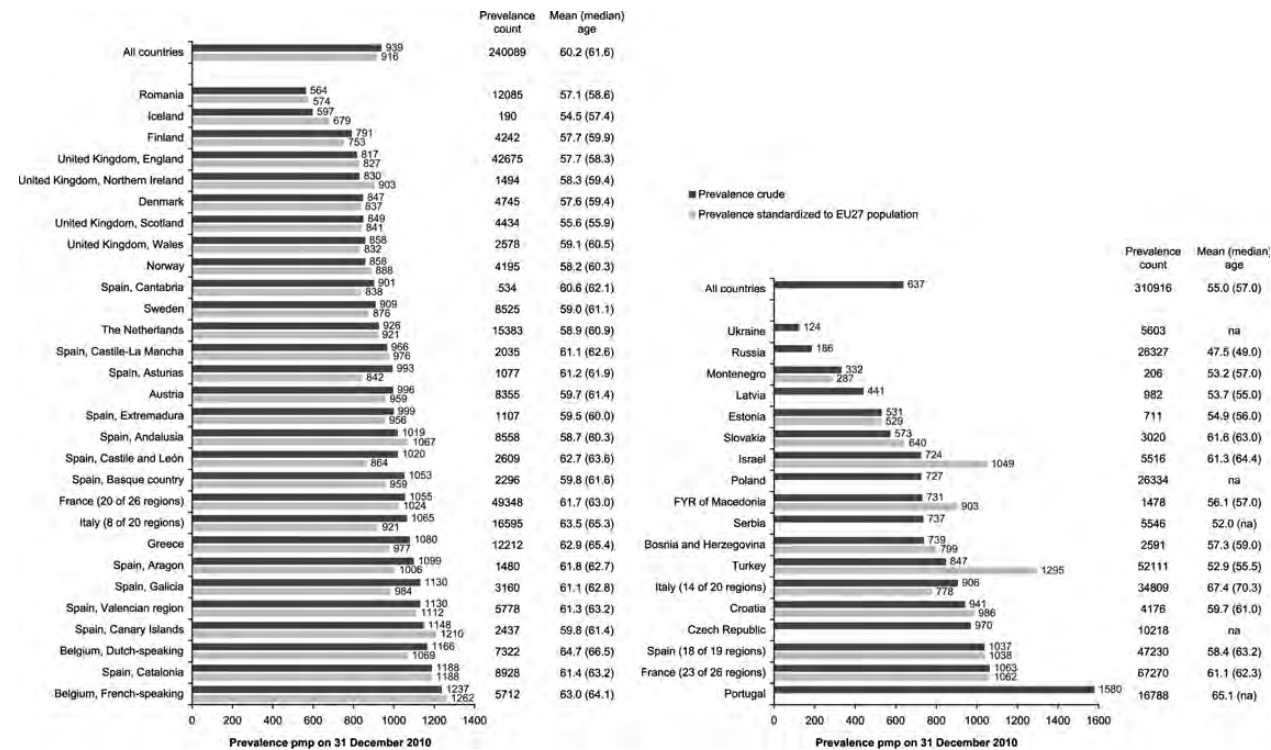 Prevelance count Mean (median) age
All countries 939 916 240089 60.2 (61.6)
Romania 564 574 12085 57.1 (58.6)
Iceland 597 679 190 54.5 (57.4)
Finland 791 753 4242 57.7 (59.9)
United Kingdom, England 817 827 42675 57.7 (58.3)
United Kingdom, Northern Ireland 830 903 1494 58.3 (59.4)
Denmark 847 837 4745 57.6 (59.4)
United Kingdom, Scotland 849 841 4434 55.6 (55.9)
United Kingdom, Wales 858 832 2578 59.1 (60.5)
Norway 858 888 4195 58.2 (60.3)
Spain, Cantabria 901 838 534 60.6 (62.1)
Sweden 909 876 8525 59.0 (61.1)
The Netherlands 926 921 15383 58.9 (60.9)
Spain, Castile-La Mancha 966 976 2035 61.1 (62.6)
Spain, Asturias 993 842 1077 61.2 (61.9)
Austria 996 959 8355 59.7 (61.4)
Spain, Extremadura 999 956 1107 59.5 (60.0)
Spain, Andalusia 1019 1067 8558 58.7 (60.3)
Spain, Castile and León 1020 864 2609 62.7 (63.6)
Spain, Basque country 1053 959 2296 59.8 (61.6)
France (20 of 26 regions) 1055 1024 49348 61.7 (63.0)
Italy (8 of 20 regions) 1065 921 16595 63.5 (65.3)
Greece 1080 977 12212 62.9 (65.4)
Spain, Aragon 1099 1006 1480 61.8 (62.7)
Spain, Galicia 1130 984 3160 61.1 (62.8)
Spain, Valencian region 1130 1112 5778 61.3 (63.2)
Spain, Canary Islands 1148 1210 2437 59.8 (61.4)
Belgium, Dutch-speaking 1166 1069 7322 64.7 (66.5)
Spain, Catalonia 1188 1188 8928 61.4 (63.2)
Belgium, French-speaking 1237 1262 5712 63.0 (64.1)
0 200 400 600 800 1000 1200 1400
Prevalence pmp on 31 December 2010
Prevalence crude
Prevalence standardized to EU27 population
Prevalence count Mean (median) age
All countries 637 310916 55.0 (57.0)
Ukraine 124 5603 na
Russia 186 26327 47.5 (49.0)
Montenegro 332 287 206 53.2 (57.0)
Latvia 441 982 53.7 (55.0)
Estonia 531 529 711 54.9 (56.0)
Slovakia 573 640 3020 61.6 (63.0)
Israel 724 1049 5516 61.3 (64.4)
Poland 727 26334 na
FYR of Macedonia 731 903 1478 56.1 (57.0)
Serbia 737 5546 52.0 (na)
Bosnia and Herzegovina 739 799 2591 57.3 (59.0)
Turkey 847 1295 52111 52.9 (55.5)
Italy (14 of 20 regions) 906 778 34809 67.4 (70.3)
Croatia 941 986 4176 59.7 (61.0)
Czech Republic 970 10218 na
Spain (18 of 19 regions) 1037 1038 47230 58.4 (63.2)
France (23 of 26 regions) 1063 1062 67270 61.1 (62.3)
Portugal 1580 16788 65.1 (na)
0 200 400 600 800 1000 1200 1400 1600
Prevalence pmp on 31 December 2010